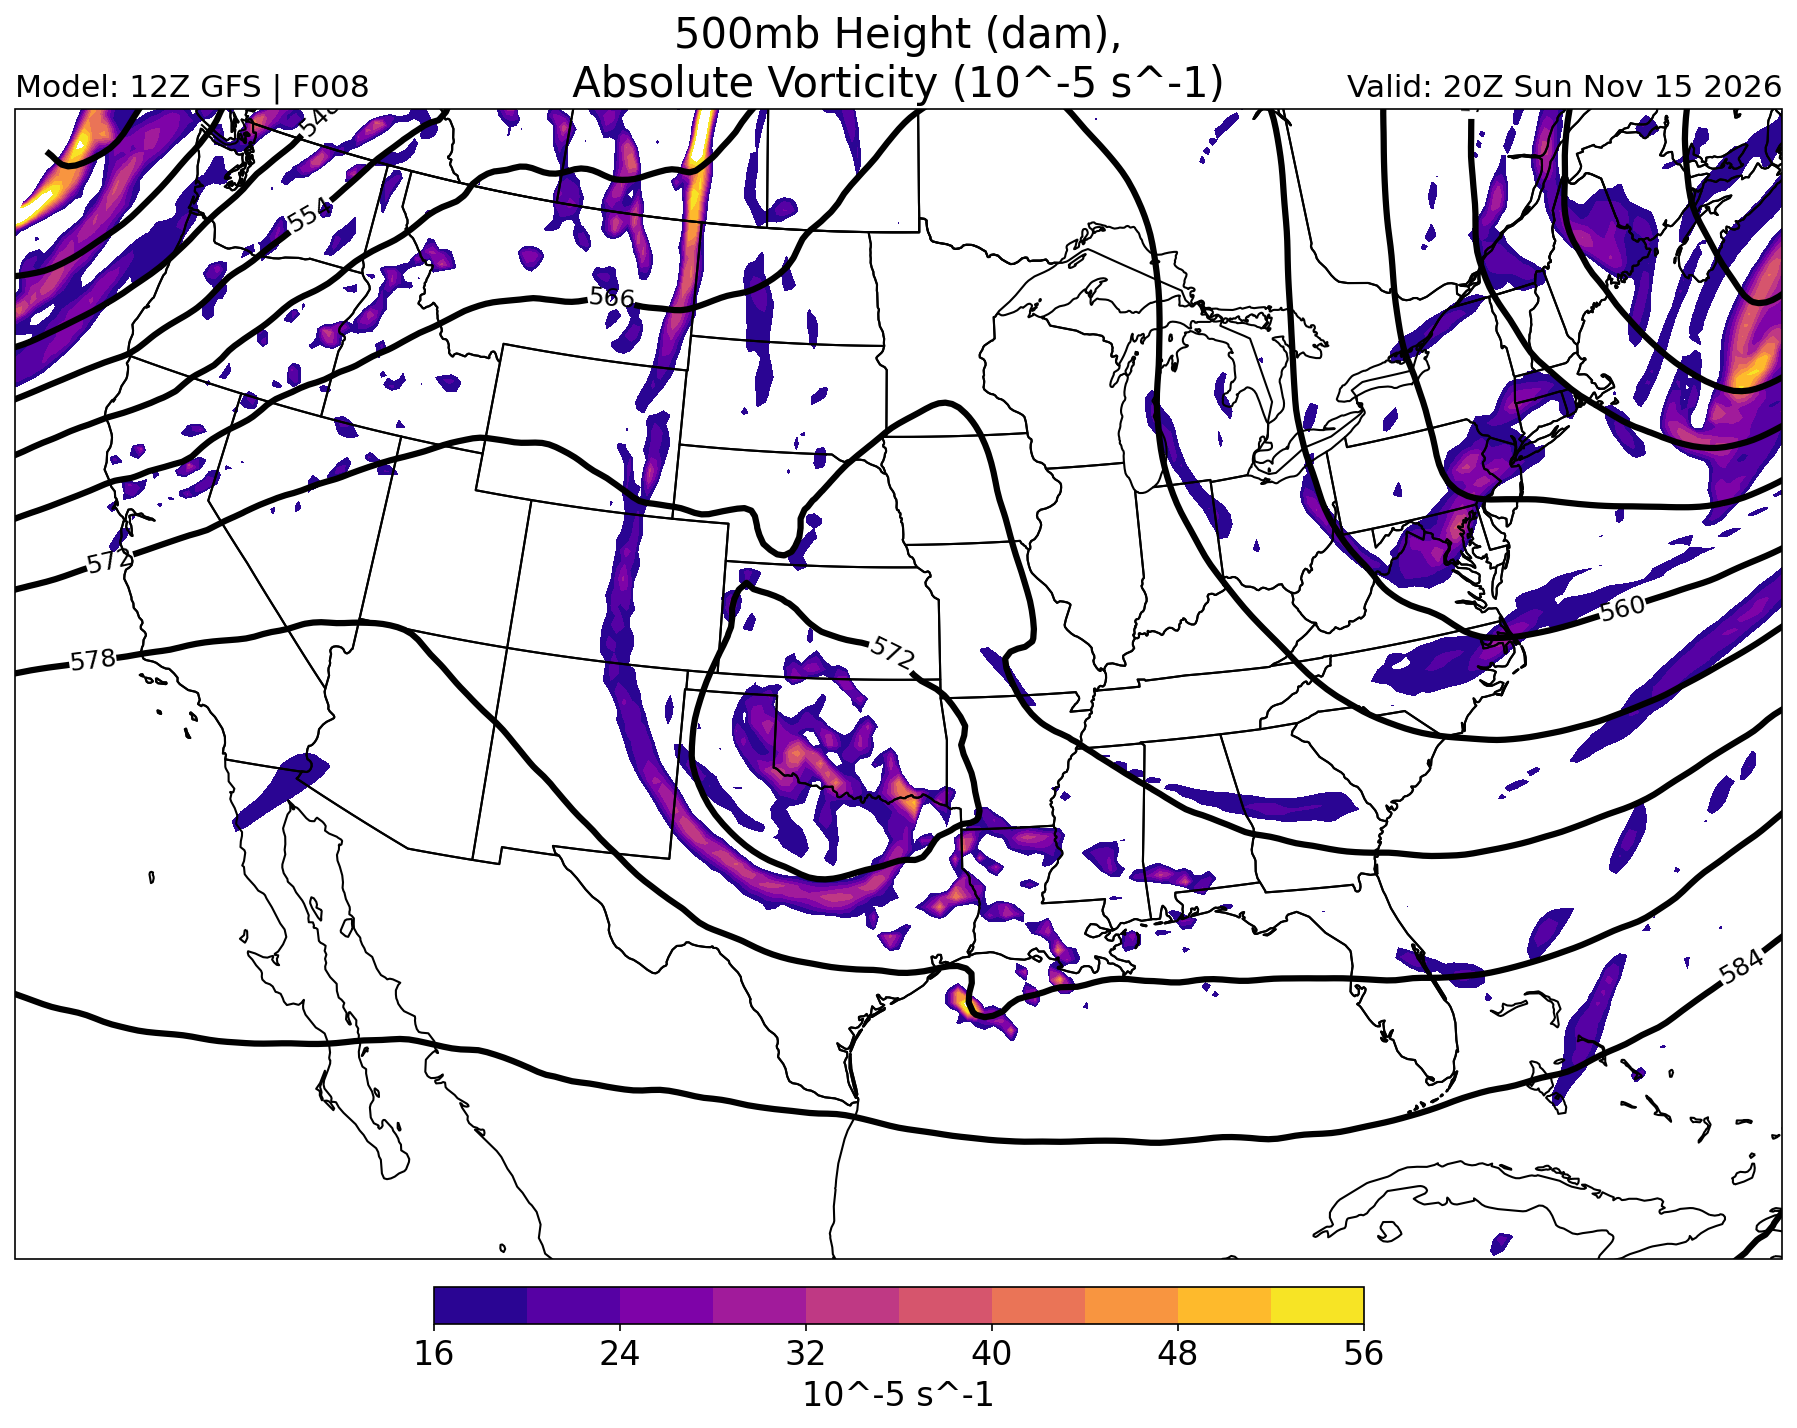 500mb Height (dam),
Absolute Vorticity (10^-5 s^-1)
Model: 12Z GFS | F008
Valid: 20Z Sun Nov 15 2026
554
566
572
572
560
578
584
16 24 32 40 48 56
10^-5 s^-1